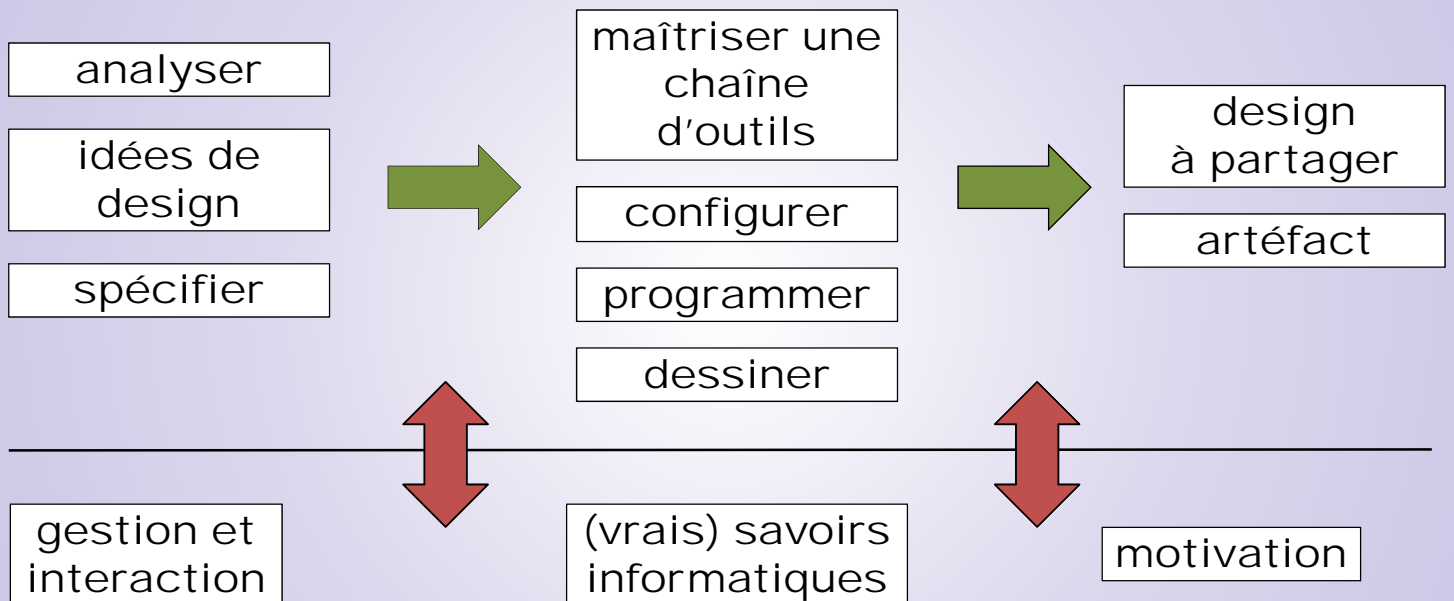 analyser
idées de
design
spécifier
maîtriser une
chaîne
d'outils
configurer
programmer
dessiner
design
à partager
artéfact
gestion et
interaction
(vrais) savoirs
informatiques
motivation